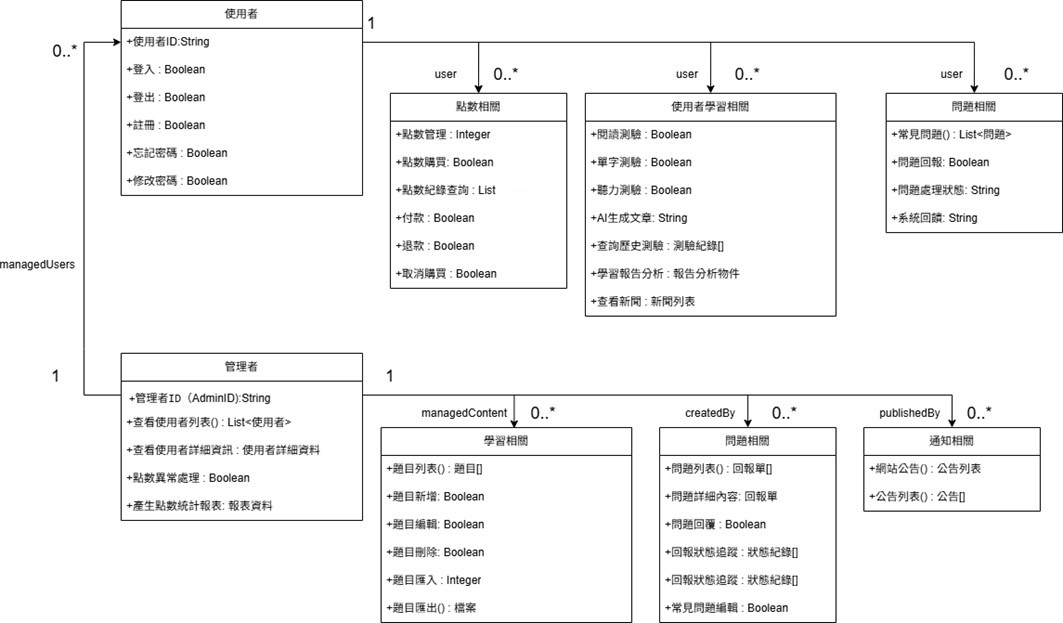 使用者
+使用者ID:String
+登入 : Boolean
+登出 : Boolean
+註冊 : Boolean
+忘記密碼 : Boolean
+修改密碼 : Boolean
1
0..*
managedUsers
1
user
0..*
點數相關
+點數管理 : Integer
+點數購買: Boolean
+點數紀錄查詢 : List
+付款 : Boolean
+退款 : Boolean
+取消購買 : Boolean
user
0..*
使用者學習相關
+閱讀測驗 : Boolean
+單字測驗 : Boolean
+聽力測驗 : Boolean
+AI生成文章: String
+查詢歷史測驗 : 測驗紀錄[]
+學習報告分析 : 報告分析物件
+查看新聞 : 新聞列表
user
0..*
問題相關
+常見問題() : List<問題>
+問題回報: Boolean
+問題處理狀態: String
+系統回饋: String
管理者
+管理者ID（AdminID):String
+查看使用者列表() : List<使用者>
+查看使用者詳細資訊 : 使用者詳細資料
+點數異常處理 : Boolean
+產生點數統計報表: 報表資料
1
managedContent
0..*
學習相關
+題目列表() : 題目[]
+題目新增: Boolean
+題目編輯: Boolean
+題目刪除: Boolean
+題目匯入 : Integer
+題目匯出() : 檔案
createdBy
0..*
問題相關
+問題列表() : 回報單[]
+問題詳細內容: 回報單
+問題回覆 : Boolean
+回報狀態追蹤 : 狀態紀錄[]
+回報狀態追蹤 : 狀態紀錄[]
+常見問題編輯 : Boolean
publishedBy
0..*
通知相關
+網站公告() : 公告列表
+公告列表() : 公告[]